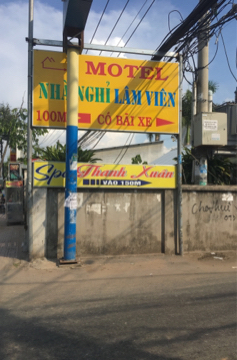 MOTEL
NHÀ NGHỈ LÂM VIÊN
100M CÓ BÃI XE
Spa Thanh Xuân
VÀO 150M